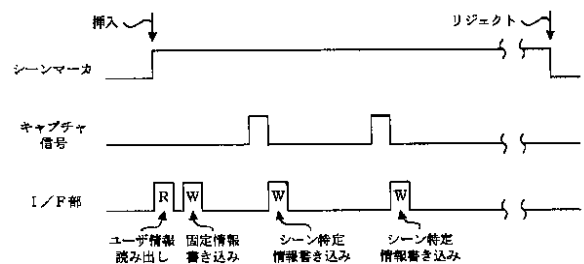 挿入
リジェクト
シーンマーカ
キャプチャ
信号
I/F部
R
W
W
W
ユーザ情報
読み出し
固定情報
書き込み
シーン特定
情報書き込み
シーン特定
情報書き込み